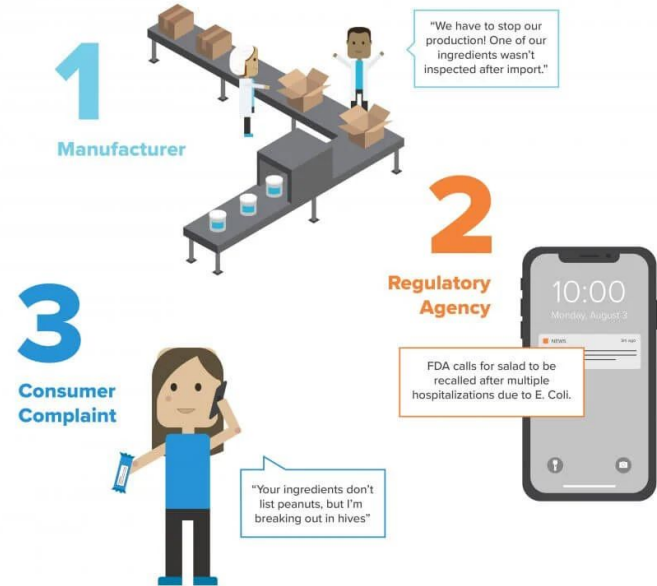 1
Manufacturer
"We have to stop our
production! One of our
ingredients wasn't
inspected after import."
2
Regulatory
Agency
10:00
Monday, August 3
NEWS
FDA calls for salad to be
recalled after multiple
hospitalizations due to E. Coli.
3
Consumer
Complaint
"Your ingredients don't
list peanuts, but I'm
breaking out in hives"